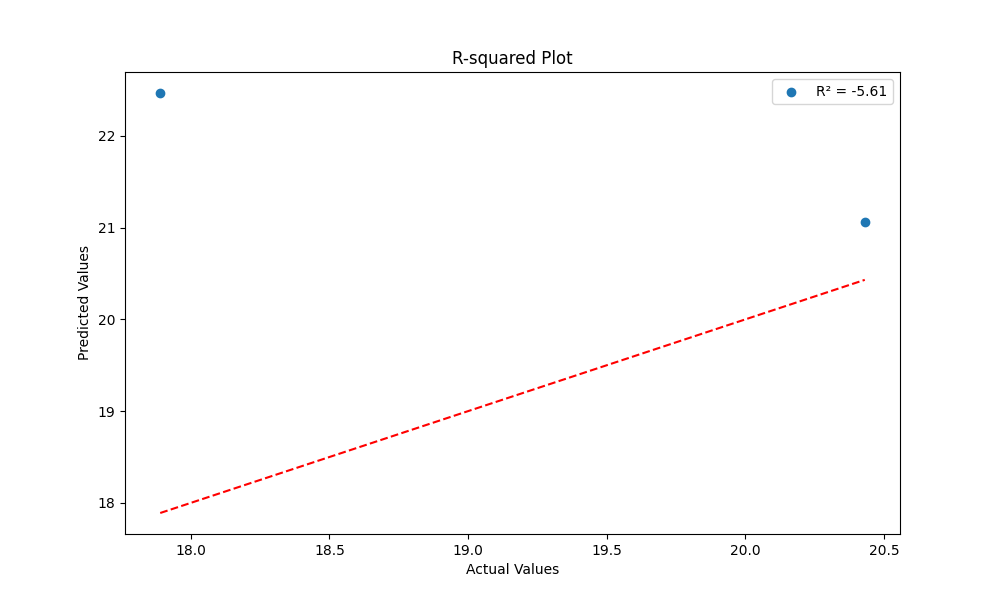 R-squared Plot
R² = -5.61
22
21
20
19
18
Predicted Values
18.0 18.5 19.0 19.5 20.0 20.5
Actual Values